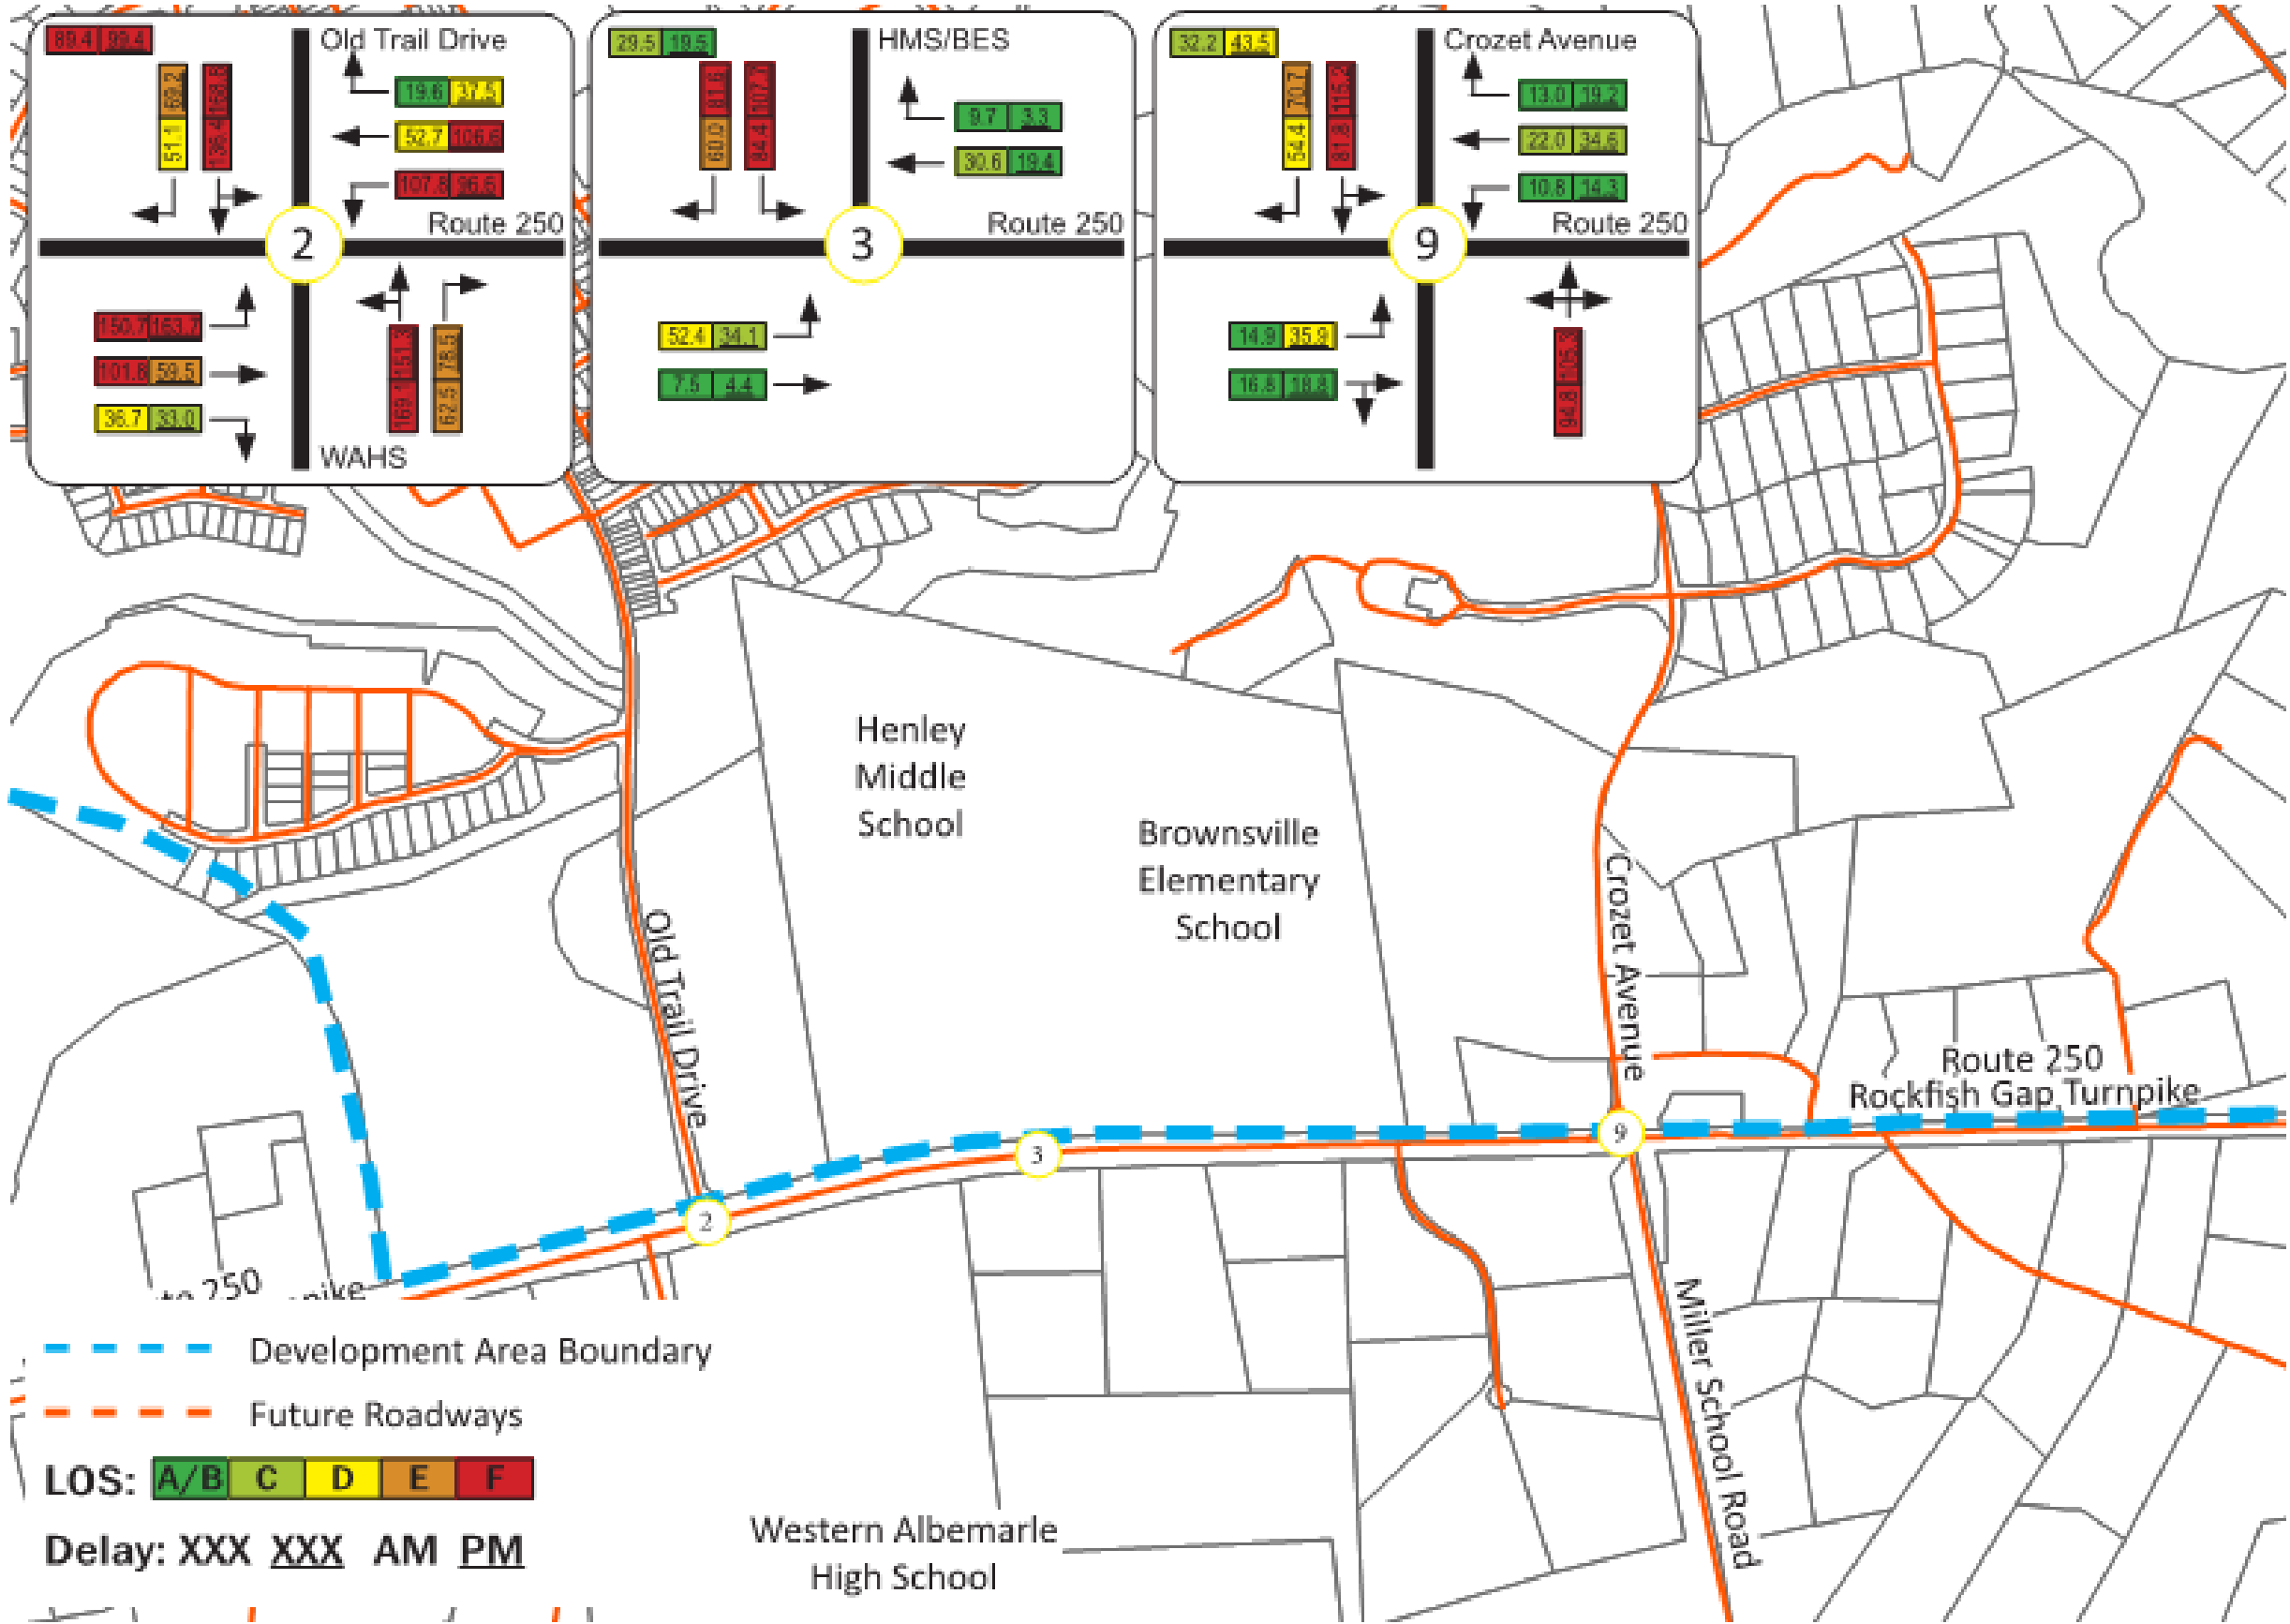 89.4 99.4
Old Trail Drive
69.2 168.6
51.1 136.4
19.6 37.5
52.7 106.6
107.8 96.6
Route 250
2
150.7 163.7
101.8 59.5
36.7 33.0
151.3 78.5
169.1 62.5
WAHS
29.5 19.5
HMS/BES
81.6 107.7
60.0 84.4
9.7 3.3
30.6 19.4
Route 250
3
52.4 34.1
7.5 4.4
32.2 43.5
Crozet Avenue
70.7 115.2
54.4 81.8
13.0 19.2
22.0 34.6
10.8 14.3
Route 250
9
14.9 35.9
16.8 18.8
94.8 105.3
Henley
Middle
School
Brownsville
Elementary
School
Crozet Avenue
Old Trail Drive
Route 250
Rockfish Gap Turnpike
9
3
2
250
Miller School Road
Development Area Boundary
Future Roadways
LOS: A/B C D E F
Delay: XXX XXX AM PM
Western Albemarle
High School